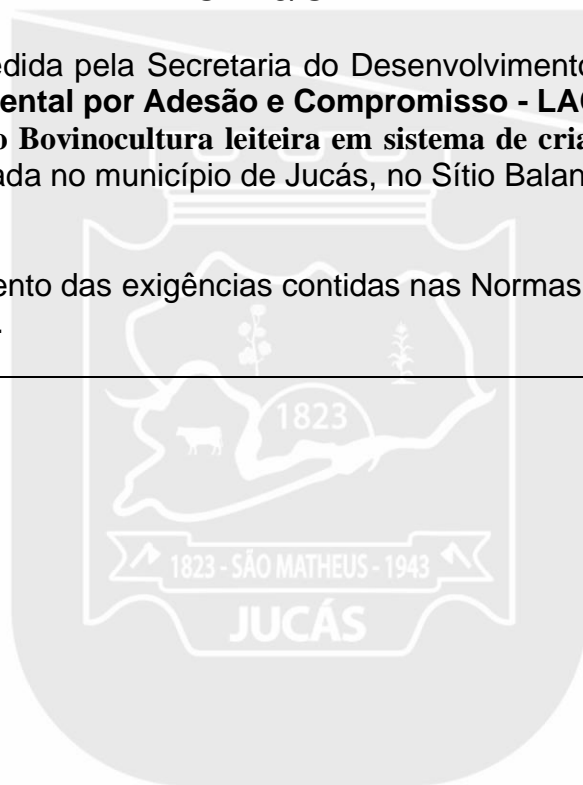 edida pela Secretaria do Desenvolvimento
ental por Adesão e Compromisso - LAC
o Bovinocultura leiteira em sistema de cria
ada no município de Jucás, no Sítio Balan
ento das exigências contidas nas Normas
.
1823
1823 - SÃO MATHEUS - 1943
JUCÁS